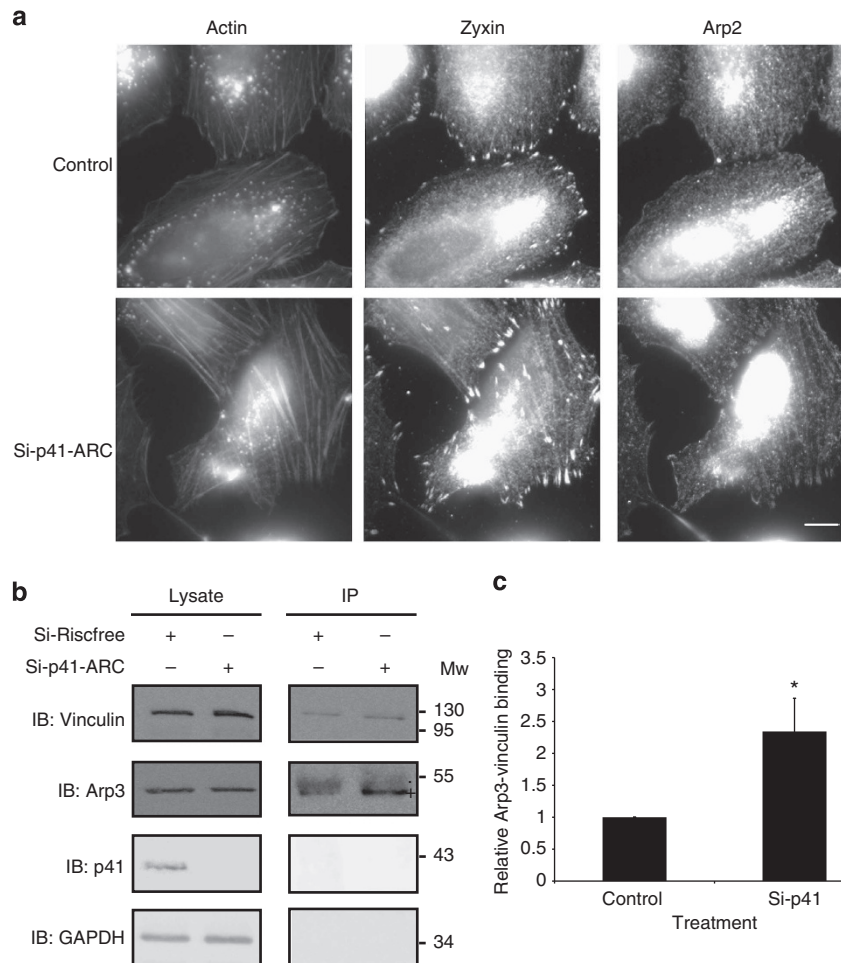 a
Actin Zyxin Arp2
Control
Si-p41-ARC
b
Lysate IP
Si-Riscfree + – + –
Si-p41-ARC – + – + Mw
IB: Vinculin 130
95
IB: Arp3 55
+
IB: p41 43
IB: GAPDH 34
c
Relative Arp3-vinculin binding
3.5
3
2.5
2
1.5
1
0.5
0
*
Control Si-p41
Treatment